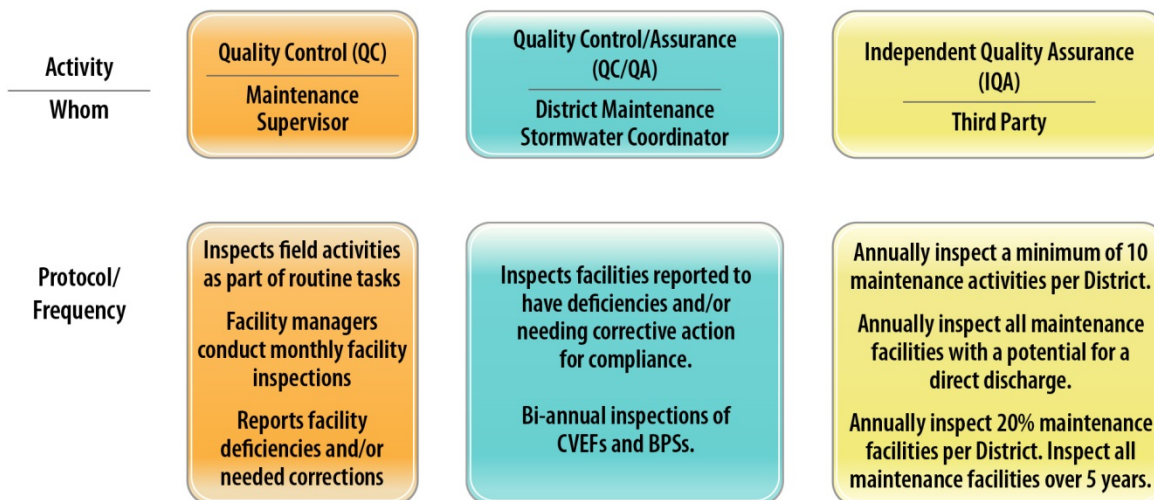 Activity
Whom
Quality Control (QC)
Maintenance
Supervisor
Quality Control/Assurance
(QC/QA)
District Maintenance
Stormwater Coordinator
Independent Quality Assurance
(IQA)
Third Party
Protocol/
Frequency
Inspects field activities
as part of routine tasks
Facility managers
conduct monthly facility
inspections
Reports facility
deficiencies and/or
needed corrections
Inspects facilities reported to
have deficiencies and/or
needing corrective action
for compliance.
Bi-annual inspections of
CVEFs and BPSs.
Annually inspect a minimum of 10
maintenance activities per District.
Annually inspect all maintenance
facilities with a potential for a
direct discharge.
Annually inspect 20% maintenance
facilities per District. Inspect all
maintenance facilities over 5 years.